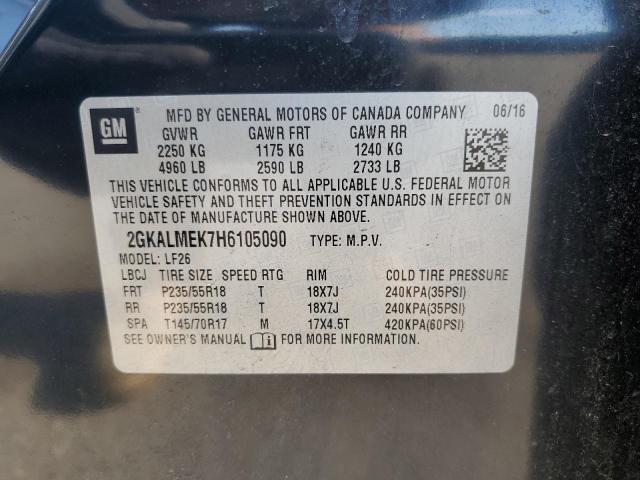 GM
MFD BY GENERAL MOTORS OF CANADA COMPANY 06/16
GVWR GAWR FRT GAWR RR
2250 KG 1175 KG 1240 KG
4960 LB 2590 LB 2733 LB
THIS VEHICLE CONFORMS TO ALL APPLICABLE U.S. FEDERAL MOTOR
VEHICLE SAFETY AND THEFT PREVENTION STANDARDS IN EFFECT ON
THE DATE OF MANUFACTURE SHOWN ABOVE.
2GKALMEK7H6105090 TYPE: M.P.V.
MODEL: LF26
LBCJ TIRE SIZE SPEED RTG RIM COLD TIRE PRESSURE
FRT P235/55R18 T 18X7J 240KPA(35PSI)
RR P235/55R18 T 18X7J 240KPA(35PSI)
SPA T145/70R17 M 17X4.5T 420KPA(60PSI)
SEE OWNER'S MANUAL i FOR MORE INFORMATION.